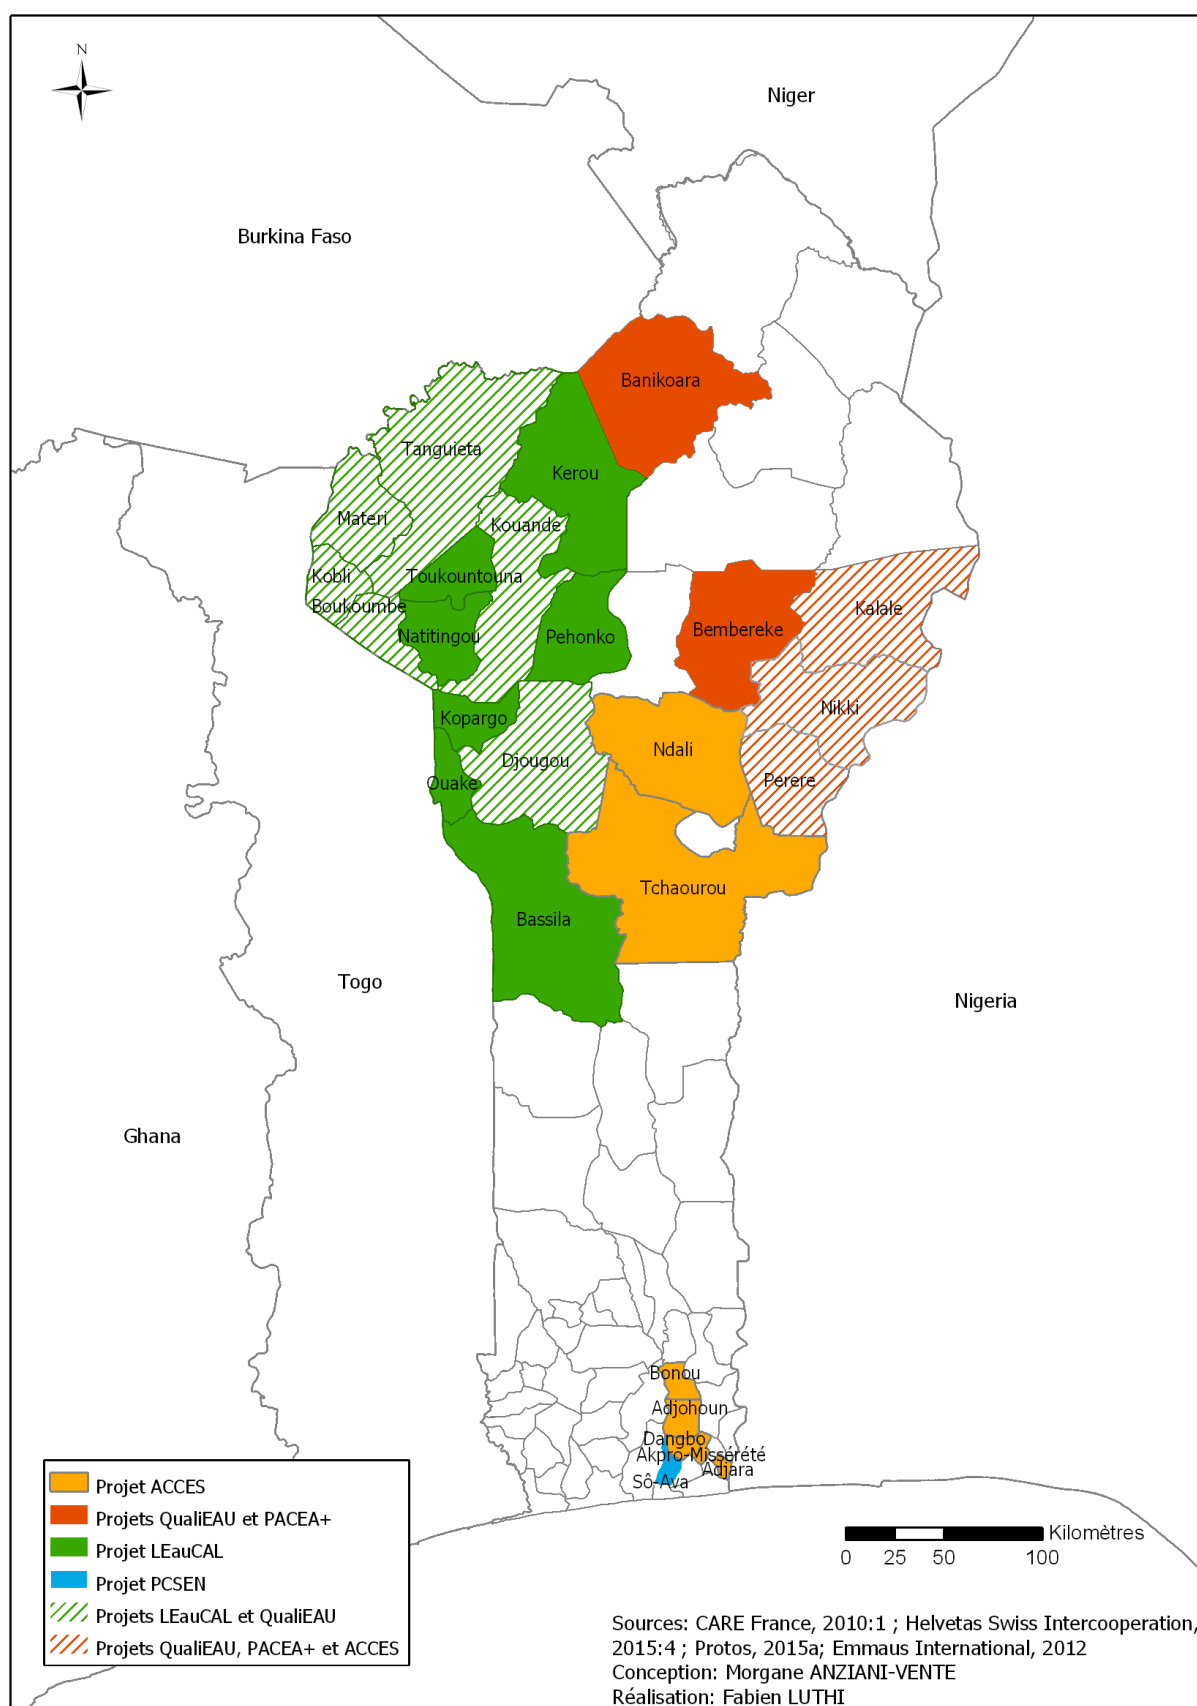 N
Niger
Burkina Faso
Banikoara
Tanguieta
Kerou
Materi
Kouande
Kobli
Toukountouna
Boukoumbe
Kalale
Natitingou
Pehonko
Bembereke
Kopargo
Nikki
Ndali
Djougou
Ouake
Perere
Tchaourou
Bassila
Togo
Nigeria
Ghana
Bonou
Adjohoun
Dangbo
Akpro-Missérété
Adjara
Sô-Ava
Projet ACCES
Projets QualiEAU et PACEA+
Projet LEauCAL
Projet PCSEN
Projets LEauCAL et QualiEAU
Projets QualiEAU, PACEA+ et ACCES
Kilomètres
0 25 50 100
Sources: CARE France, 2010:1 ; Helvetas Swiss Intercooperation,
2015:4 ; Protos, 2015a; Emmaus International, 2012
Conception: Morgane ANZIANI-VENTE
Réalisation: Fabien LUTHI